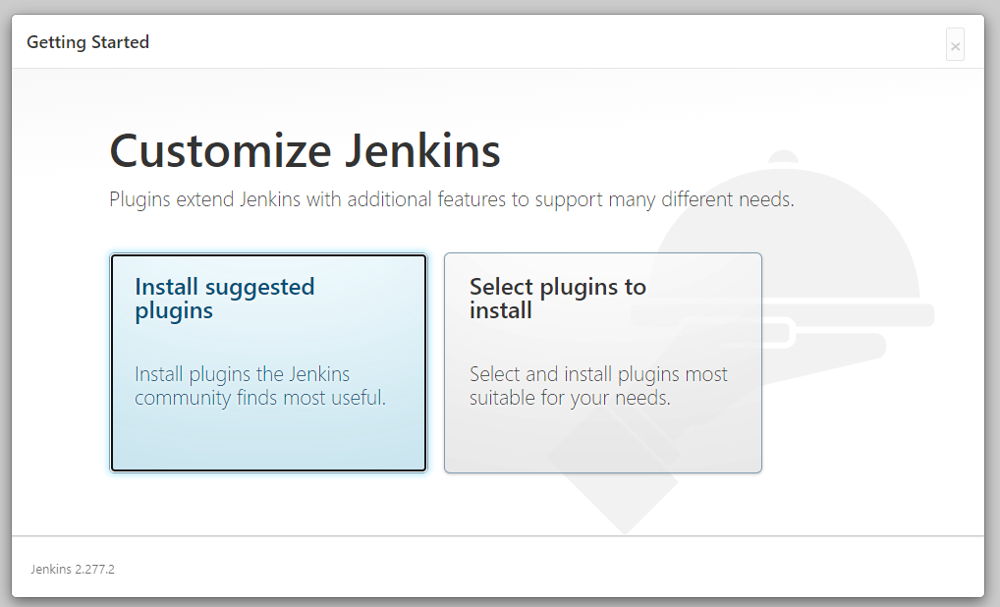 Getting Started
×
Customize Jenkins
Plugins extend Jenkins with additional features to support many different needs.
Install suggested
plugins
Install plugins the Jenkins
community finds most useful.
Select plugins to
install
Select and install plugins most
suitable for your needs.
Jenkins 2.277.2